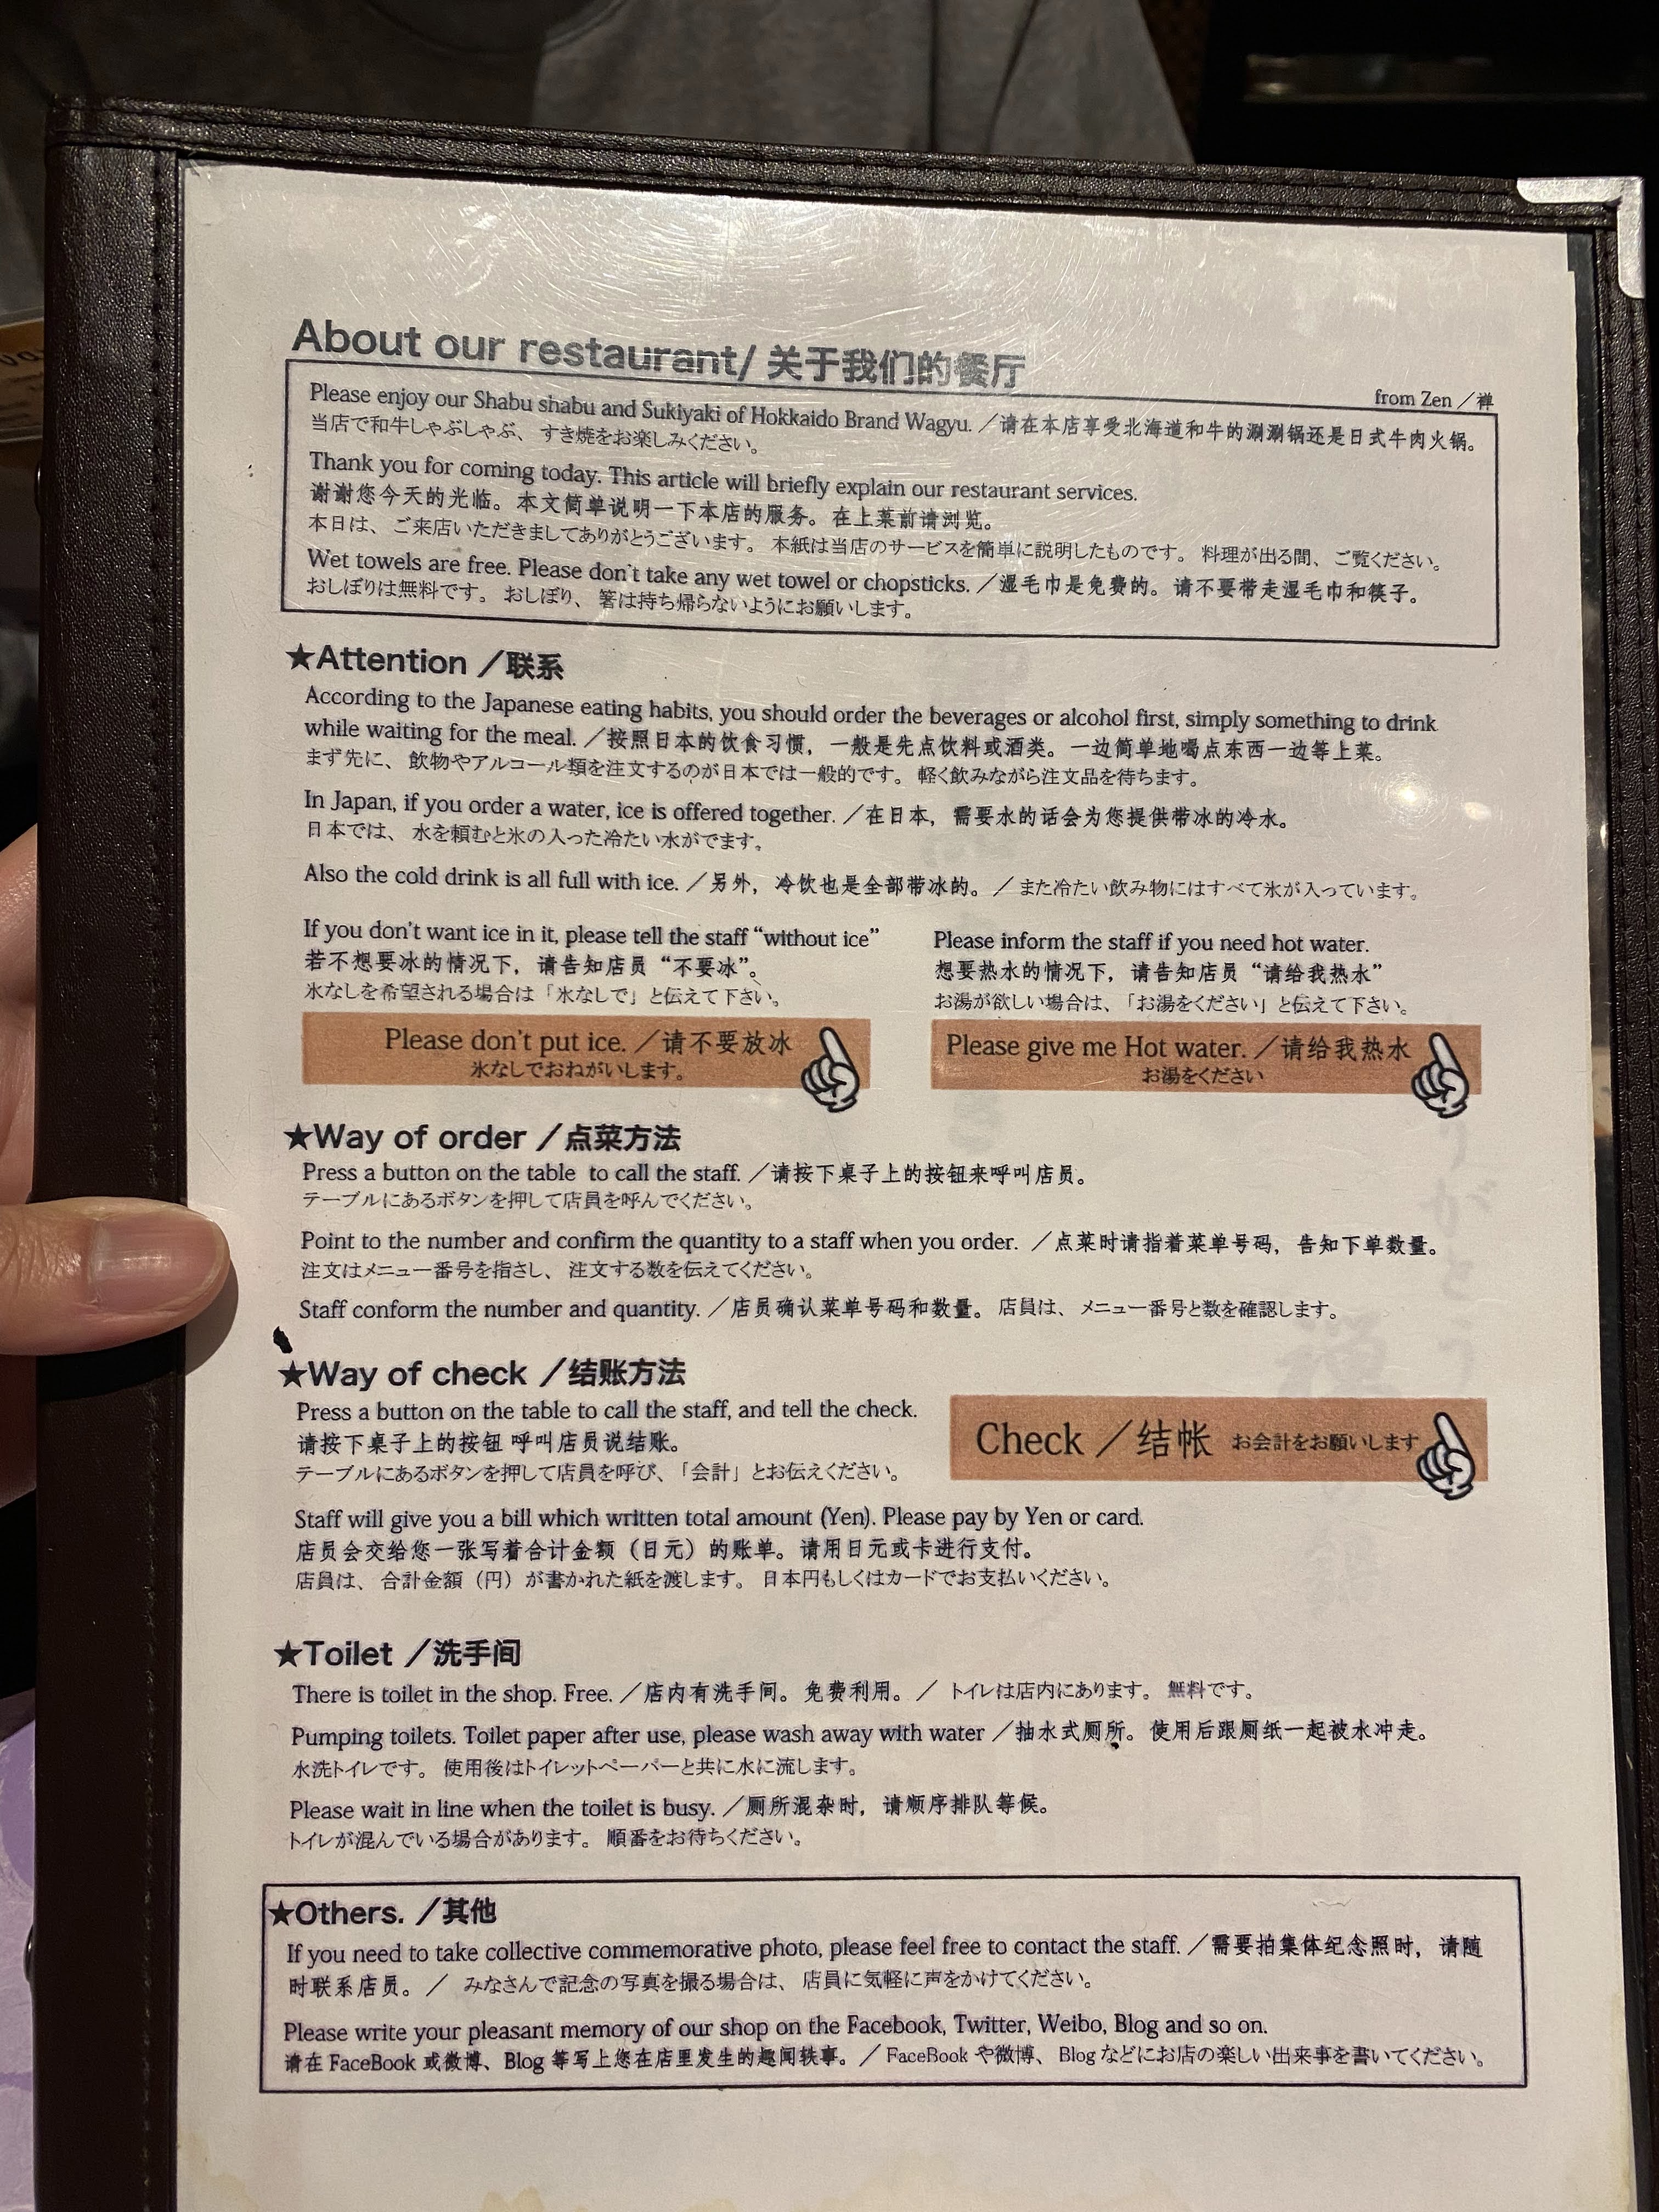 About our restaurant/ 关于我们的餐厅
from Zen ／禅
Please enjoy our Shabu shabu and Sukiyaki of Hokkaido Brand Wagyu. ／请在本店享受北海道和牛的涮涮锅还是日式牛肉火锅。
当店で和牛しゃぶしゃぶ、 すき焼をお楽しみください。
Thank you for coming today. This article will briefly explain our restaurant services.
谢谢您今天的光临。本文简单说明一下本店的服务。在上菜前请浏览。
本日は、ご来店いただきましてありがとうございます。 本紙は当店のサービスを簡単に説明したものです。 料理が出る間、ご覧ください。
Wet towels are free. Please don't take any wet towel or chopsticks. ／湿毛巾是免费的。请不要带走湿毛巾和筷子。
おしぼりは無料です。 おしぼり、 箸は持ち帰らないようにお願いします。
★Attention ／联系
According to the Japanese eating habits, you should order the beverages or alcohol first, simply something to drink
while waiting for the meal. ／按照日本的饮食习惯，一般是先点饮料或酒类。一边简单地喝点东西一边等上菜。
まず先に、 飲物やアルコール類を注文するのが日本では一般的です。 軽く飲みながら注文品を待ちます。
In Japan, if you order a water, ice is offered together. ／在日本，需要水的话会为您提供带冰的冷水。
日本では、 水を頼むと氷の入った冷たい水がでます。
Also the cold drink is all full with ice. ／另外，冷饮也是全部带冰的。／また冷たい飲み物にはすべて氷が入っています。
If you don't want ice in it, please tell the staff “without ice”
若不想要冰的情况下，请告知店员“不要冰”。
氷なしを希望される場合は「氷なしで」と伝えて下さい。
Please don't put ice. ／请不要放冰
氷なしでおねがいします。
Please inform the staff if you need hot water.
想要热水的情况下，请告知店员“请给我热水”
お湯が欲しい場合は、「お湯をください」と伝えて下さい。
Please give me Hot water. ／请给我热水
お湯をください
★Way of order ／点菜方法
Press a button on the table to call the staff. ／请按下桌子上的按钮来呼叫店员。
テーブルにあるボタンを押して店員を呼んでください。
Point to the number and confirm the quantity to a staff when you order. ／点菜时请指着菜单号码，告知下单数量。
注文はメニュー番号を指さし、 注文する数を伝えてください。
Staff conform the number and quantity. ／店员确认菜单号码和数量。 店員は、 メニュー番号と数を確認します。
★Way of check ／结账方法
Press a button on the table to call the staff, and tell the check.
请按下桌子上的按钮 呼叫店员说结账。
テーブルにあるボタンを押して店員を呼び、「会計」とお伝えください。
Check ／结帐 お会計をお願いします
Staff will give you a bill which written total amount (Yen). Please pay by Yen or card.
店员会交给您一张写着合计金额（日元）的账单。请用日元或卡进行支付。
店員は、 合計金額（円）が書かれた紙を渡します。 日本円もしくはカードでお支払いください。
★Toilet ／洗手间
There is toilet in the shop. Free. ／店内有洗手间。免费利用。／ トイレは店内にあります。 無料です。
Pumping toilets. Toilet paper after use, please wash away with water ／抽水式厕所。使用后跟厕纸一起被水冲走。
水洗トイレです。 使用後はトイレットペーパーと共に水に流します。
Please wait in line when the toilet is busy. ／厕所混杂时，请顺序排队等候。
トイレが混んでいる場合があります。 順番をお待ちください。
★Others. ／其他
If you need to take collective commemorative photo, please feel free to contact the staff. ／需要拍集体纪念照时，请随
时联系店员。／ みなさんで記念の写真を撮る場合は、 店員に気軽に声をかけてください。
Please write your pleasant memory of our shop on the Facebook, Twitter, Weibo, Blog and so on.
请在 FaceBook 或微博、Blog 等写上您在店里发生的趣闻轶事。／FaceBook や微博、 Blog などにお店の楽しい出来事を書いてください。